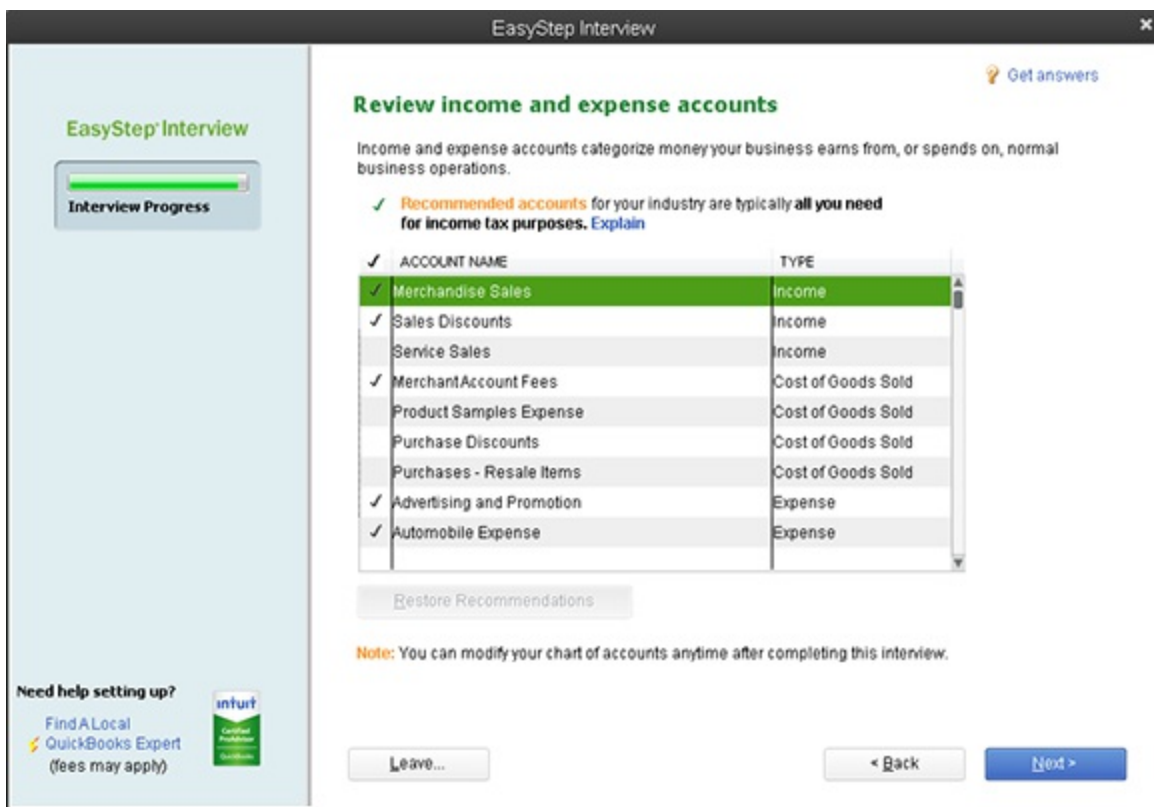 EasyStep Interview
×
EasyStep® Interview
Interview Progress
Get answers
Review income and expense accounts
Income and expense accounts categorize money your business earns from, or spends on, normal
business operations.
✓ Recommended accounts for your industry are typically all you need
for income tax purposes. Explain
✓ ACCOUNT NAME TYPE
✓ Merchandise Sales Income
✓ Sales Discounts Income
Service Sales Income
✓ Merchant Account Fees Cost of Goods Sold
Product Samples Expense Cost of Goods Sold
Purchase Discounts Cost of Goods Sold
Purchases - Resale Items Cost of Goods Sold
✓ Advertising and Promotion Expense
✓ Automobile Expense Expense
Restore Recommendations
Note: You can modify your chart of accounts anytime after completing this interview.
Need help setting up?
Find A Local
QuickBooks Expert
(fees may apply)
intuit
Certified
ProAdvisor
QuickBooks
Leave...
< Back
Next >